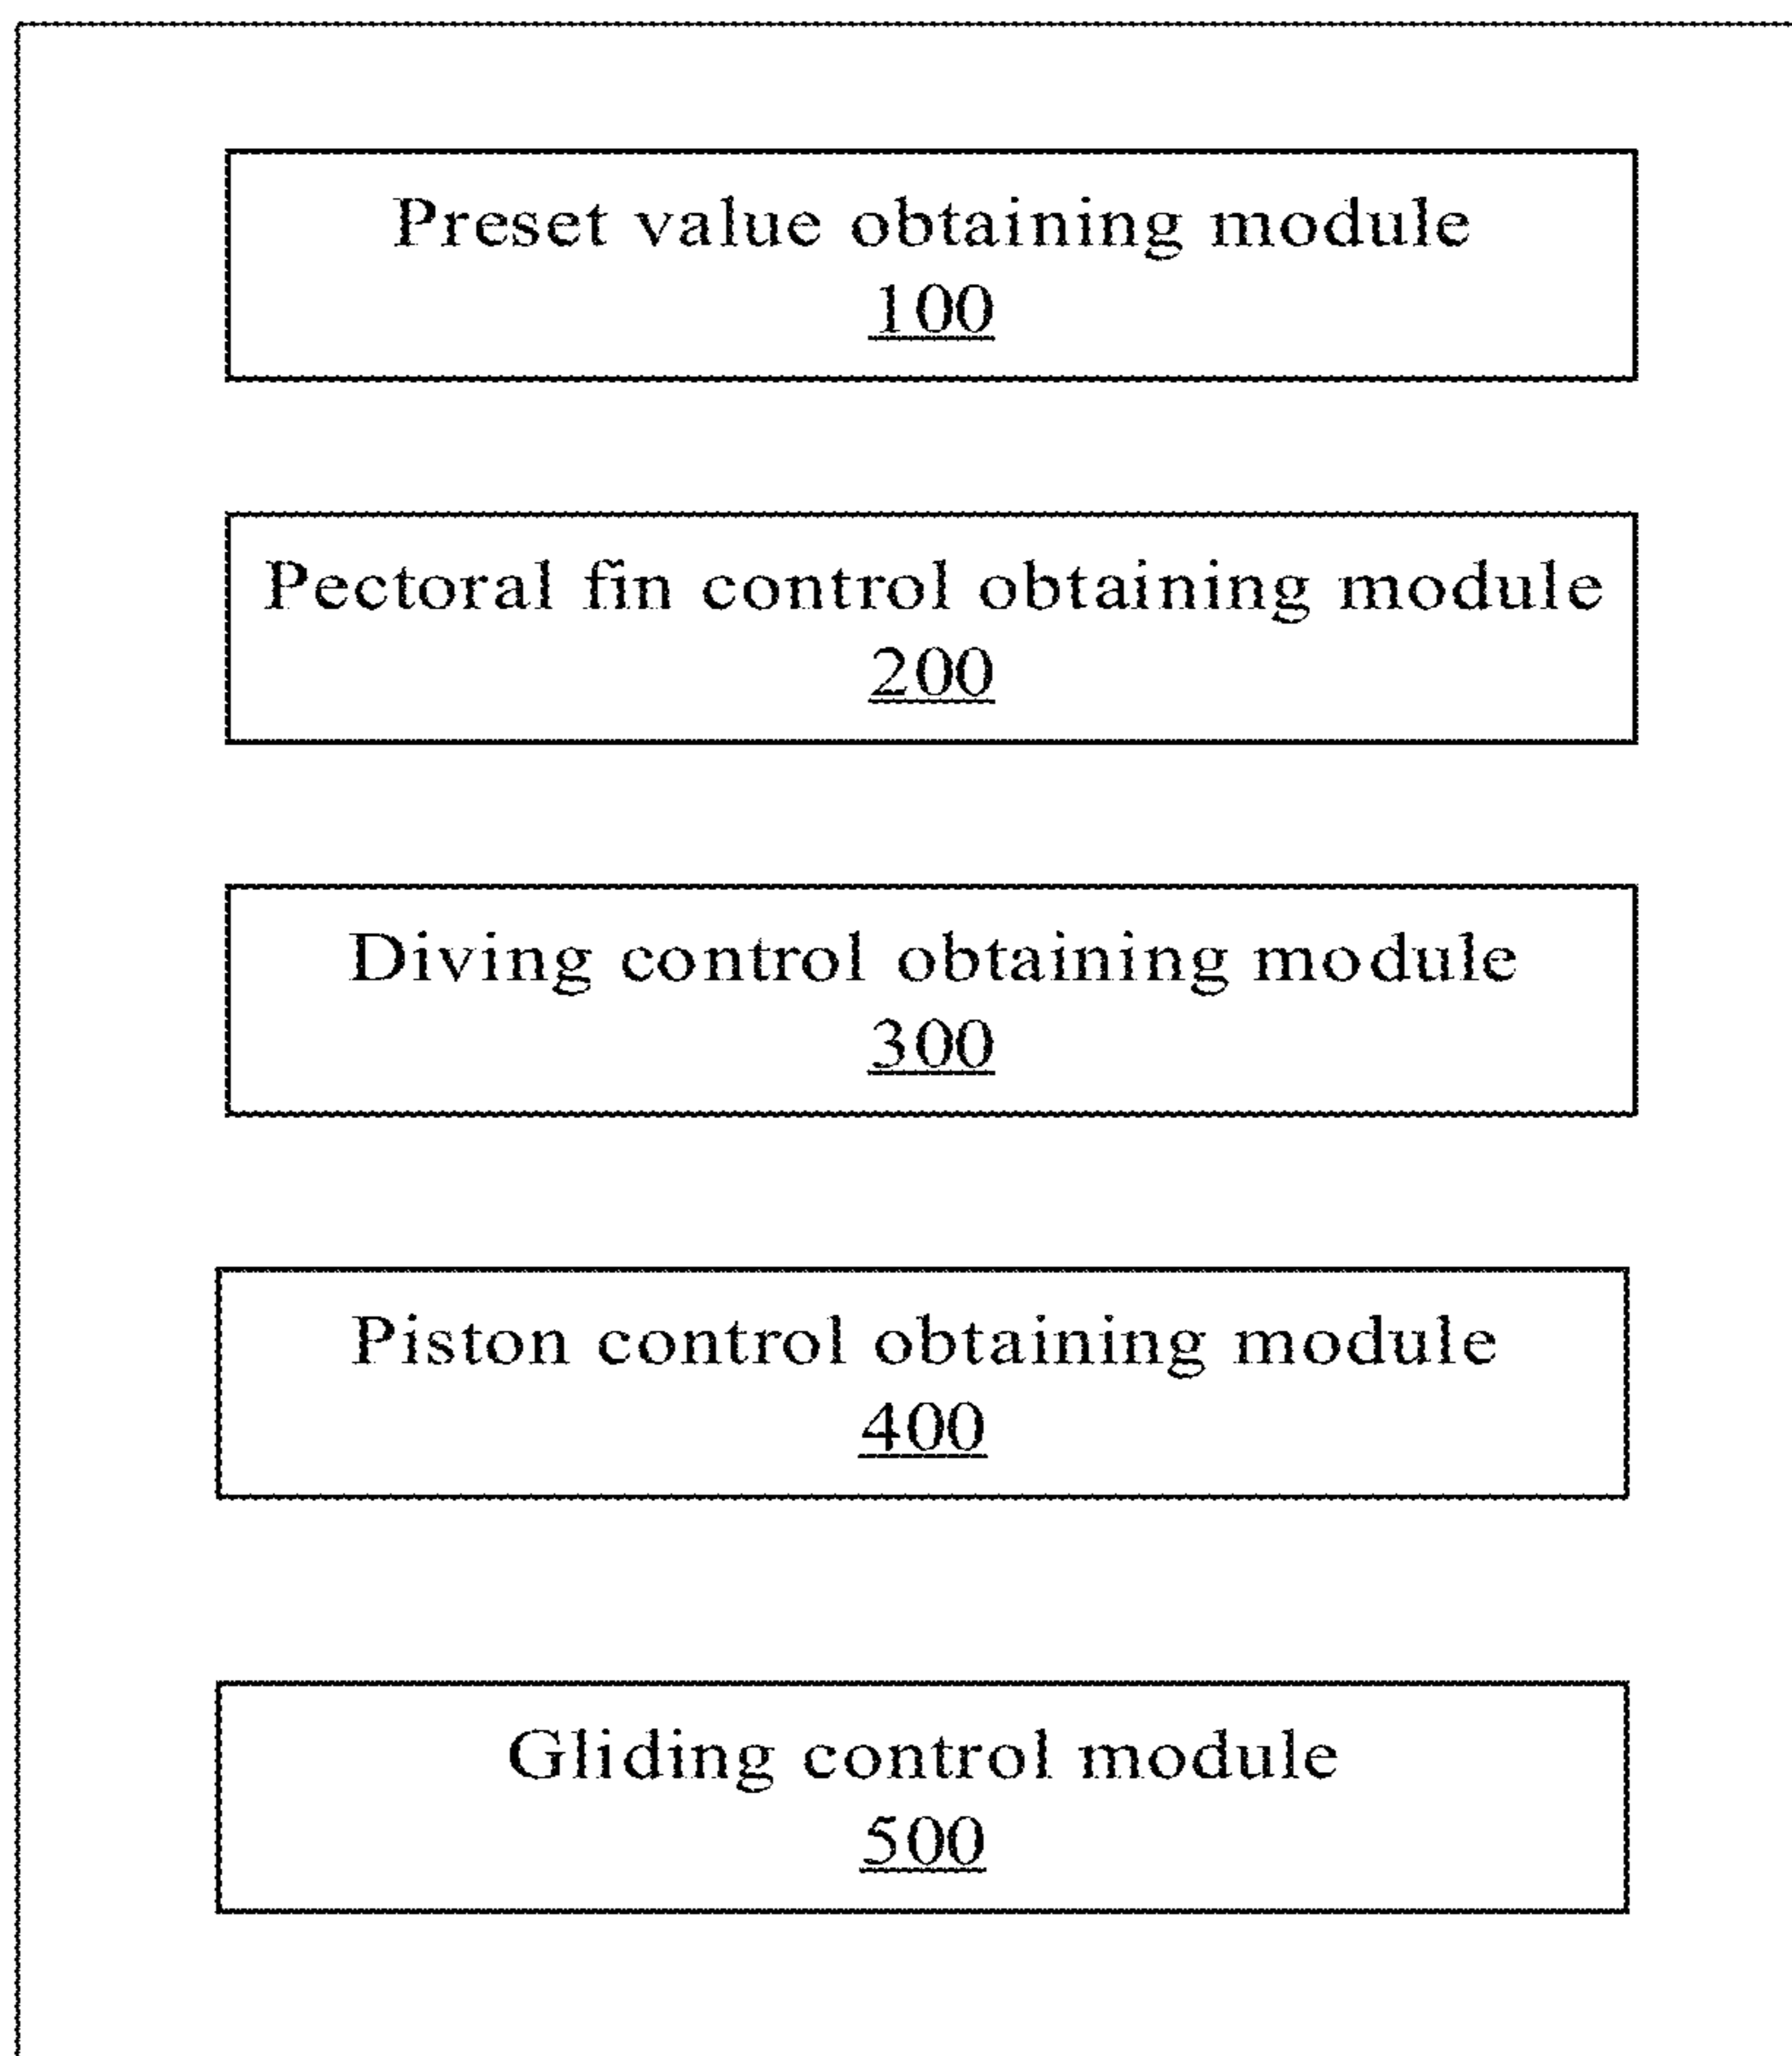 Preset value obtaining module
100
Pectoral fin control obtaining module
200
Diving control obtaining module
300
Piston control obtaining module
400
Gliding control module
500